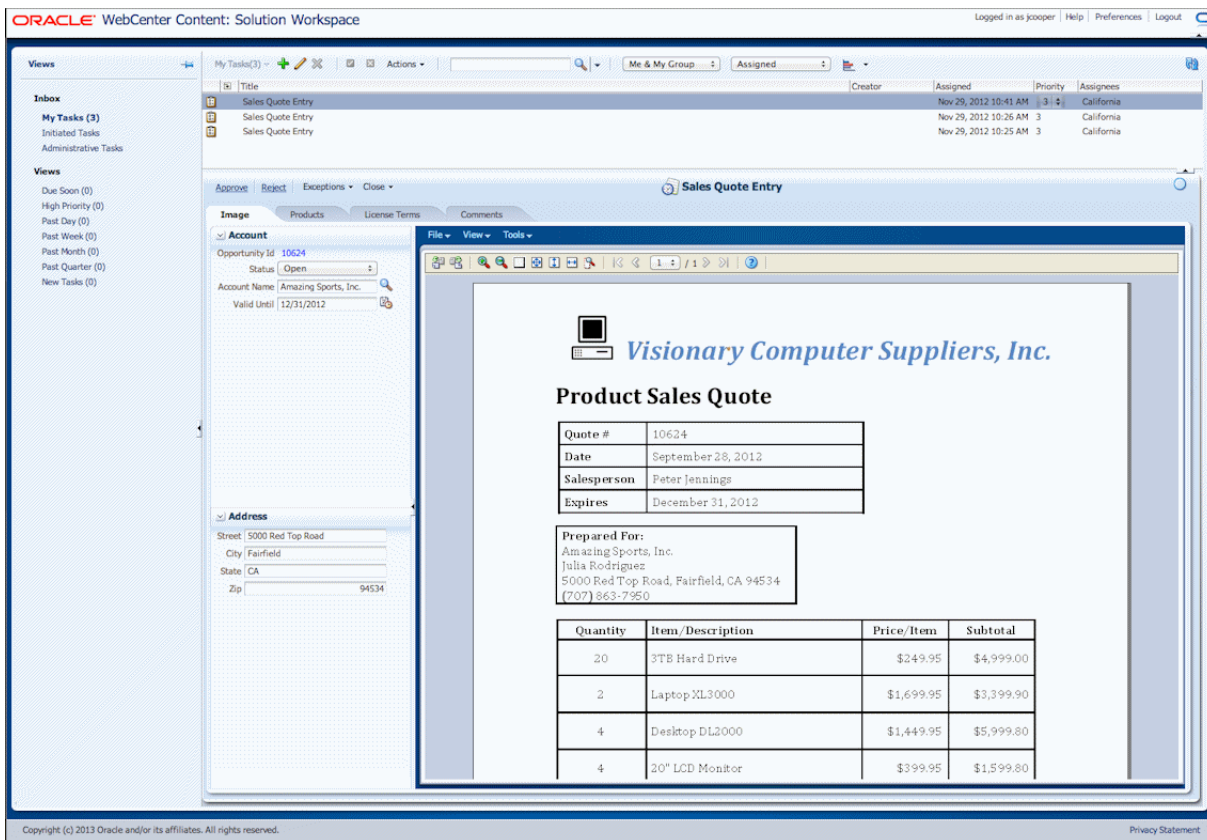 ORACLE® WebCenter Content: Solution Workspace
Logged in as jcooper Help Preferences Logout
Views
My Tasks(3) Actions Me & My Group Assigned
Title Creator Assigned Priority Assignees
Sales Quote Entry Nov 29, 2012 10:41 AM 3 California
Sales Quote Entry Nov 29, 2012 10:26 AM 3 California
Sales Quote Entry Nov 29, 2012 10:25 AM 3 California
Inbox
My Tasks (3)
Initiated Tasks
Administrative Tasks
Views
Due Soon (0)
High Priority (0)
Past Day (0)
Past Week (0)
Past Month (0)
Past Quarter (0)
New Tasks (0)
Approve Reject Exceptions Close
Sales Quote Entry
Image Products License Terms Comments
Account
Opportunity Id 10624
Status Open
Account Name Amazing Sports, Inc.
Valid Until 12/31/2012
Address
Street 5000 Red Top Road
City Fairfield
State CA
Zip 94534
File View Tools
1 / 1
Visionary Computer Suppliers, Inc.
Product Sales Quote
Quote # 10624
Date September 28, 2012
Salesperson Peter Jennings
Expires December 31, 2012
Prepared For:
Amazing Sports, Inc.
Julia Rodriguez
5000 Red Top Road, Fairfield, CA 94534
(707) 863-7950
Quantity Item/Description Price/Item Subtotal
20 3TB Hard Drive $249.95 $4,999.00
2 Laptop XL3000 $1,699.95 $3,399.90
4 Desktop DL2000 $1,449.95 $5,999.80
4 20" LCD Monitor $399.95 $1,599.80
Copyright (c) 2013 Oracle and/or its affiliates. All rights reserved.
Privacy Statement